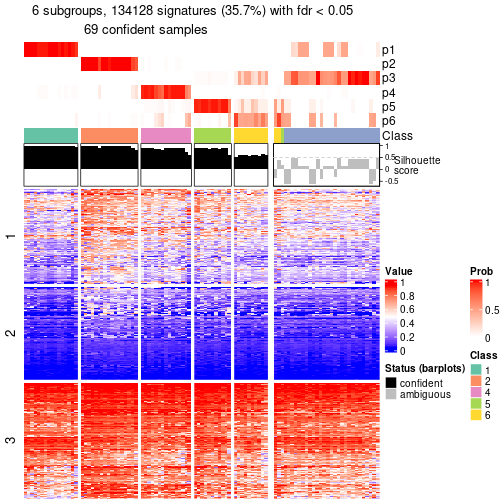 6 subgroups, 134128 signatures (35.7%) with fdr < 0.05
69 confident samples
p1
p2
p3
p4
p5
p6
Class
1
0.5
0
-0.5
Silhouette
score
1
2
3
Value
1
0.8
0.6
0.4
0.2
0
Status (barplots)
confident
ambiguous
Prob
1
0.5
0
Class
1
2
4
5
6